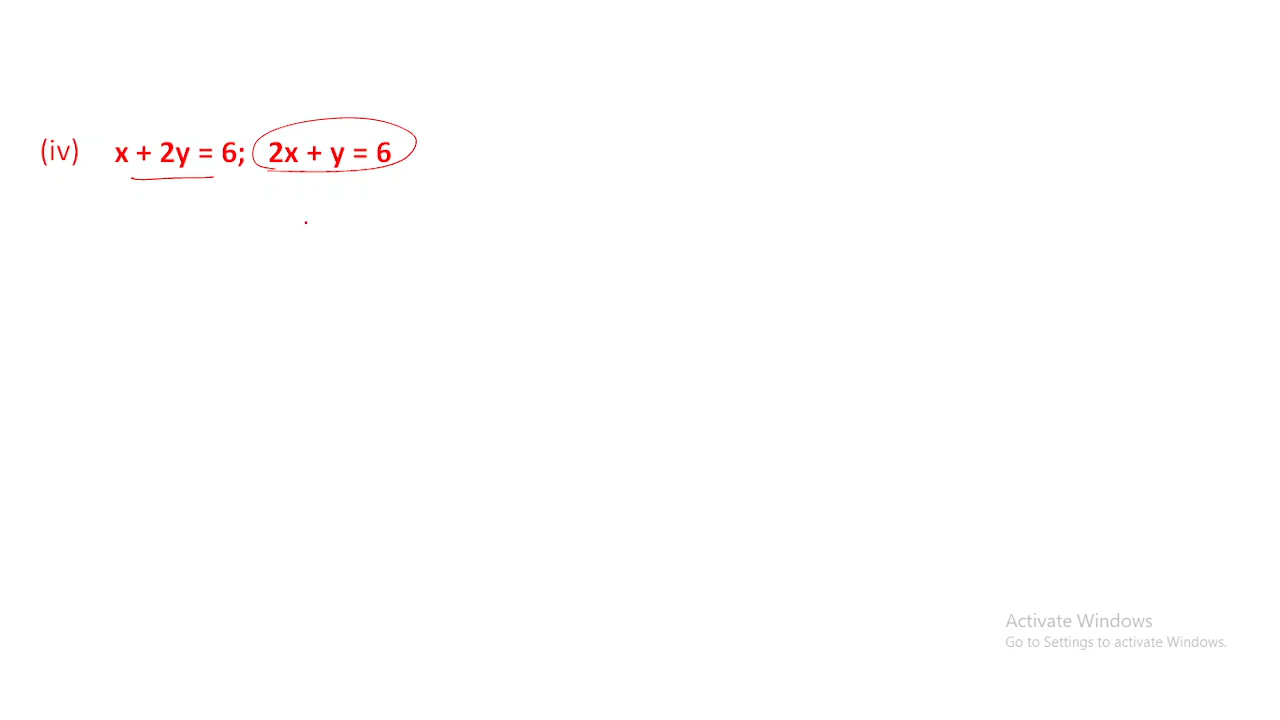 (iv) x + 2y = 6; 2x + y = 6
Activate Windows
Go to Settings to activate Windows.